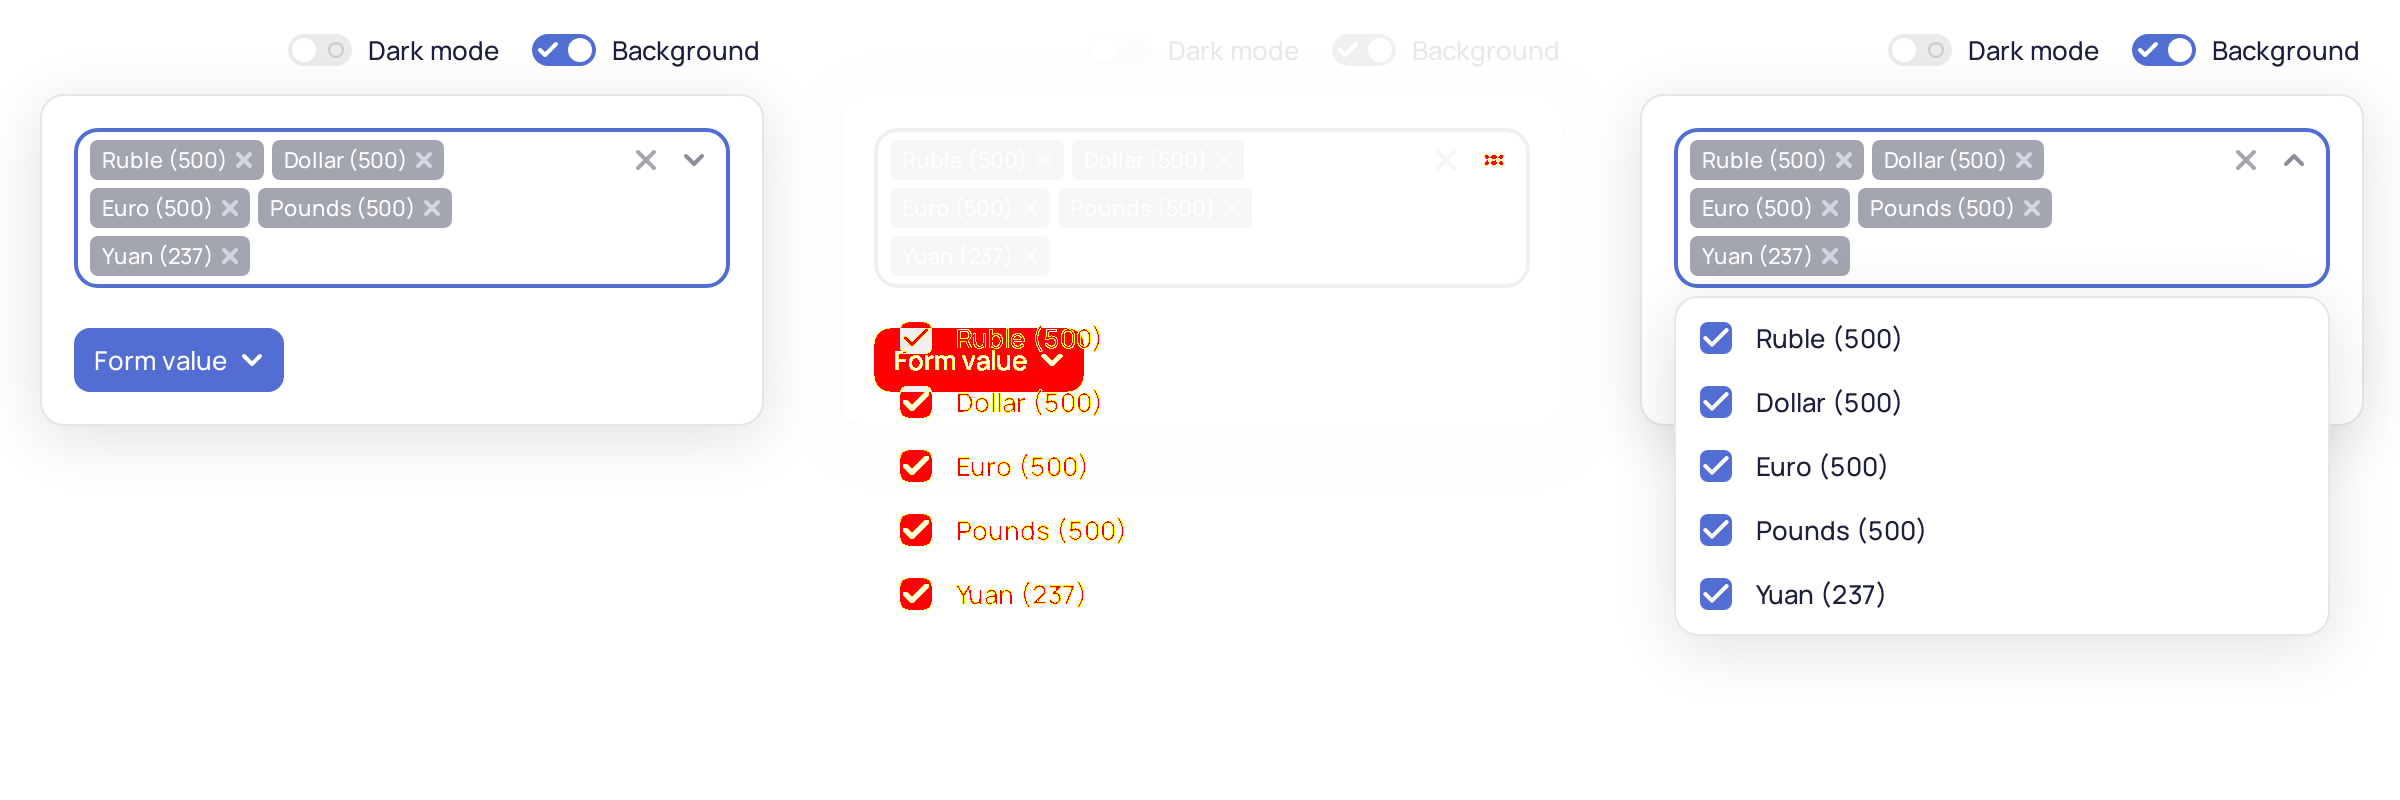 Dark mode Background
Ruble (500) Dollar (500)
Euro (500) Pounds (500)
Yuan (237)
Form value
Dark mode Background
Ruble (500) Dollar (500)
Euro (500) Pounds (500)
Yuan (237)
Ruble (500)
Form value
Dollar (500)
Euro (500)
Pounds (500)
Yuan (237)
Dark mode Background
Ruble (500) Dollar (500)
Euro (500) Pounds (500)
Yuan (237)
Ruble (500)
Dollar (500)
Euro (500)
Pounds (500)
Yuan (237)